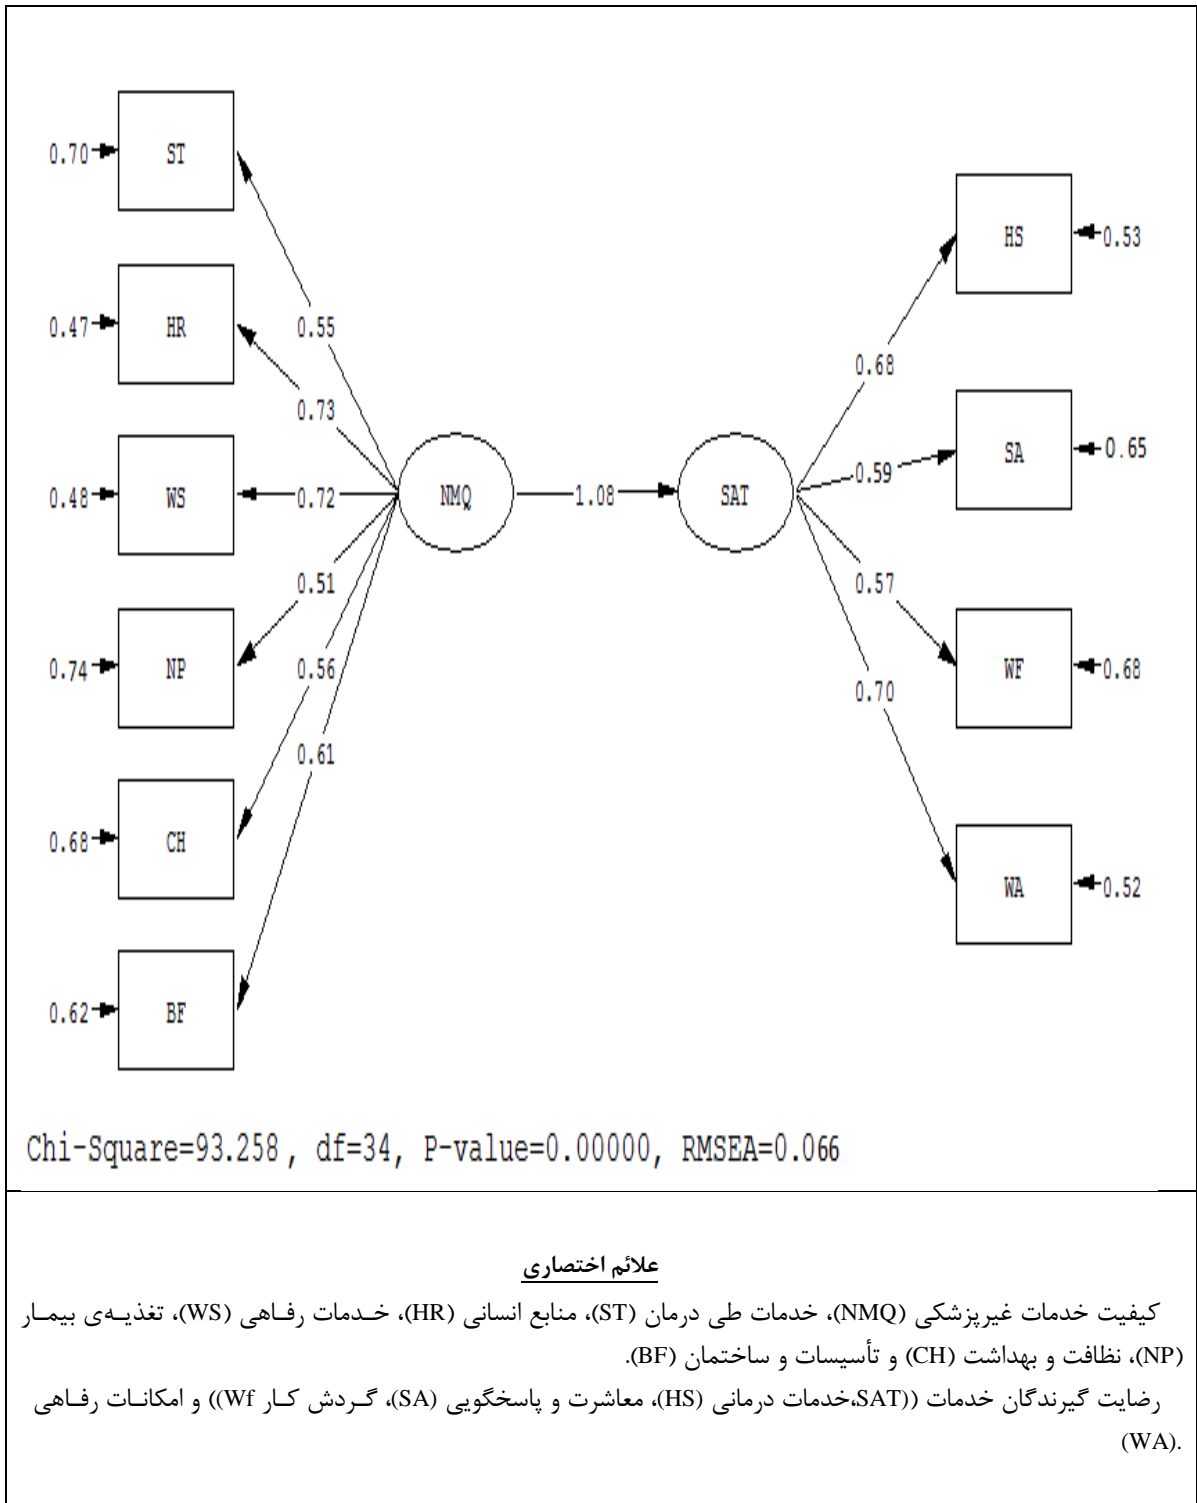 0.70
ST
HS
0.53
0.47
HR
0.55
0.68
0.73
SA
0.65
0.59
0.48
WS
0.72
NMQ
1.08
SAT
0.51
0.57
0.74
NP
0.56
WF
0.68
0.70
0.61
0.68
CH
WA
0.52
0.62
BF
Chi-Square=93.258, df=34, P-value=0.00000, RMSEA=0.066
علائم اختصاری
کیفیت خدمات غیرپزشکی (NMQ)، خدمات طی درمان (ST)، منابع انسانی (HR)، خـدمات رفـاهی (WS)، تغذیـه‌ی بیمـار
(NP)، نظافت و بهداشت (CH) و تأسیسات و ساختمان (BF).
رضایت گیرندگان خدمات ((SAT،خدمات درمانی (HS)، معاشرت و پاسخگویی (SA)، گـردش کـار Wf)) و امکانـات رفـاهی
(WA).